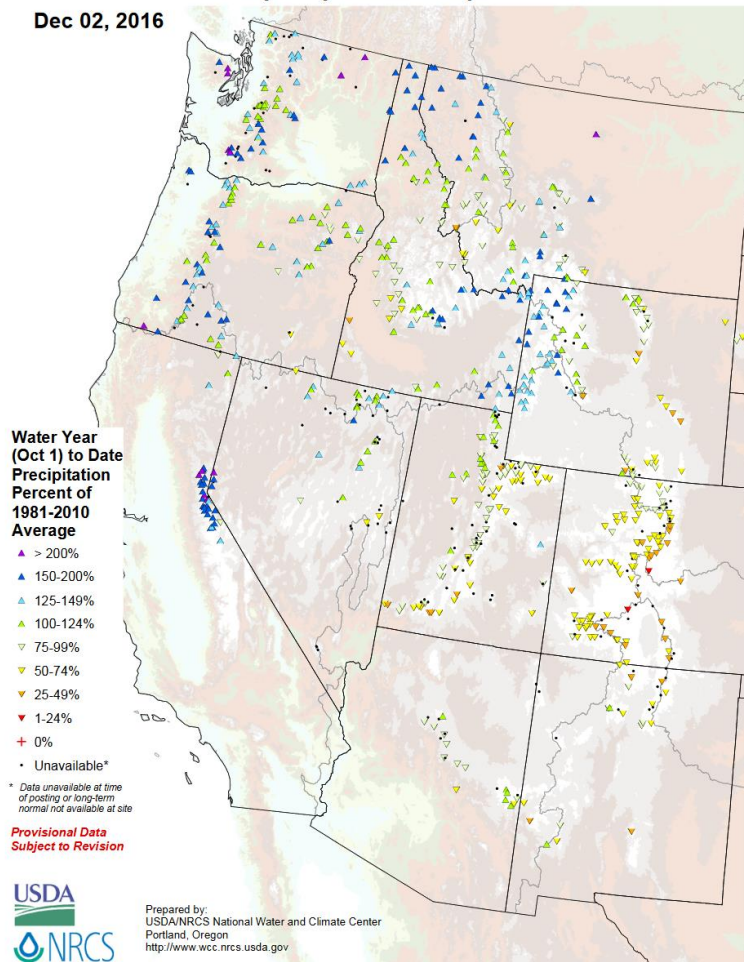 Dec 02, 2016
Water Year
(Oct 1) to Date
Precipitation
Percent of
1981-2010
Average
> 200%
150-200%
125-149%
100-124%
75-99%
50-74%
25-49%
1-24%
0%
Unavailable*
* Data unavailable at time
of posting or long-term
normal not available at site
Provisional Data
Subject to Revision
USDA
NRCS
Prepared by:
USDA/NRCS National Water and Climate Center
Portland, Oregon
http://www.wcc.nrcs.usda.gov